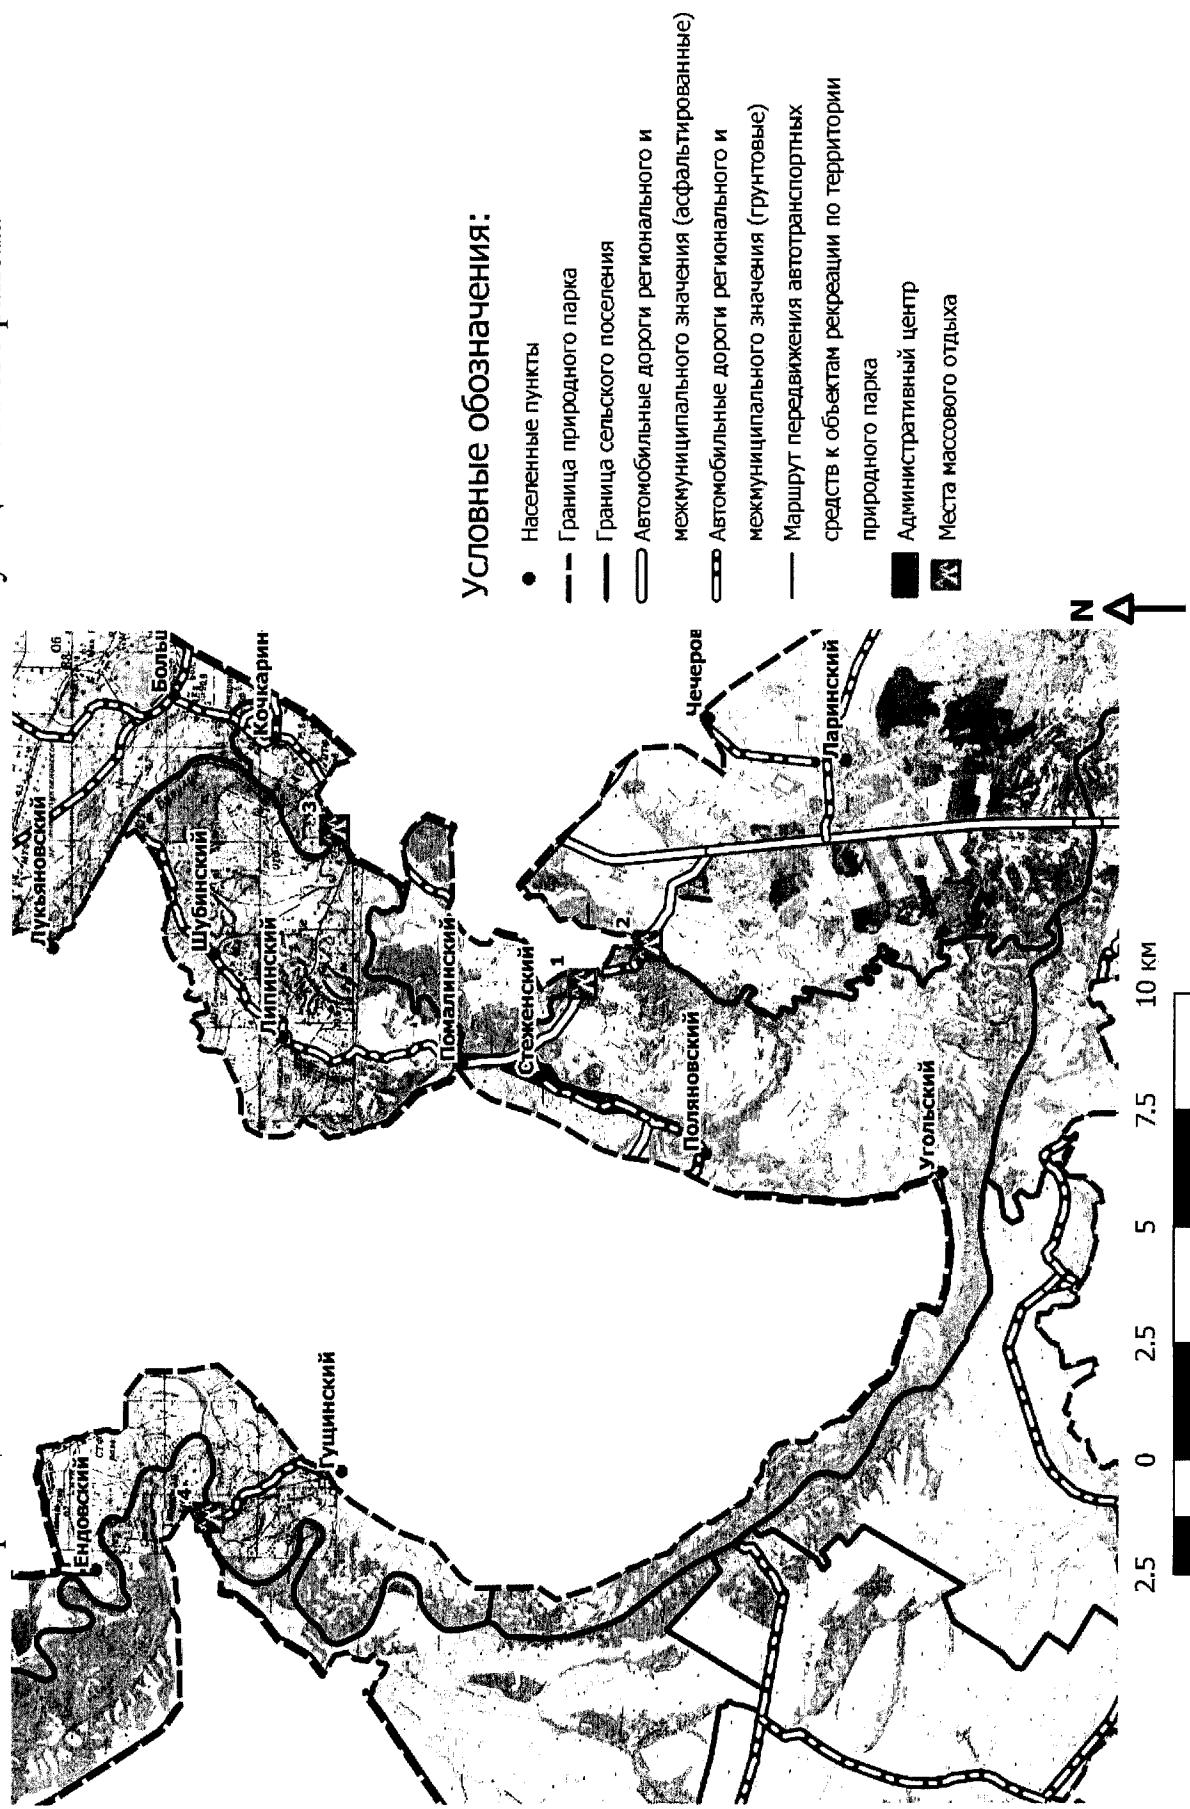 Ендовский
4
Гущинский
Лукьяновский
Шубинский
Липинский
3
Помалинский
Стеженский
1
2
Поляновский
Угольский
Больш
Кочкарин
Чечеров
Ларинский
06
88
2.5 0 2.5 5 7.5 10 км
N
Условные обозначения:
Населенные пункты
Граница природного парка
Граница сельского поселения
Автомобильные дороги регионального и
межмуниципального значения (асфальтированные)
Автомобильные дороги регионального и
межмуниципального значения (грунтовые)
Маршрут передвижения автотранспортных
средств к объектам рекреации по территории
природного парка
Административный центр
Места массового отдыха